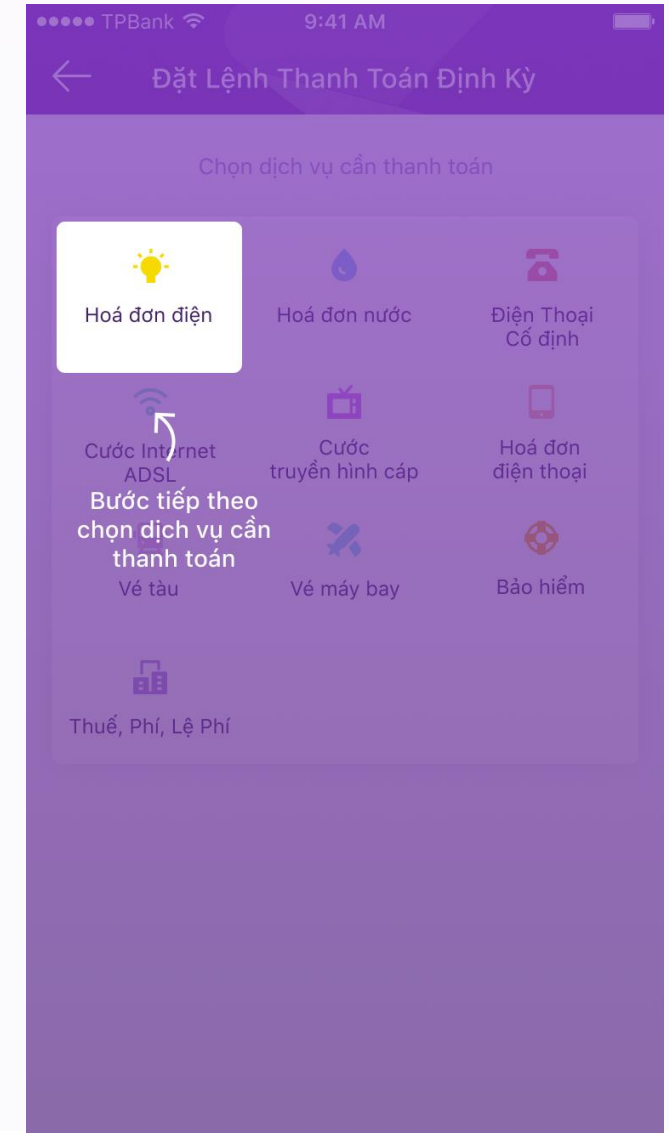 TPBank
9:41 AM
Đặt Lệnh Thanh Toán Định Kỳ
Chọn dịch vụ cần thanh toán
Hoá đơn điện
Hoá đơn nước
Điện Thoại
Cố định
Cước Internet
ADSL
Cước
truyền hình cáp
Hoá đơn
điện thoại
Bước tiếp theo
chọn dịch vụ cần
thanh toán
Vé tàu
Vé máy bay
Bảo hiểm
Thuế, Phí, Lệ Phí